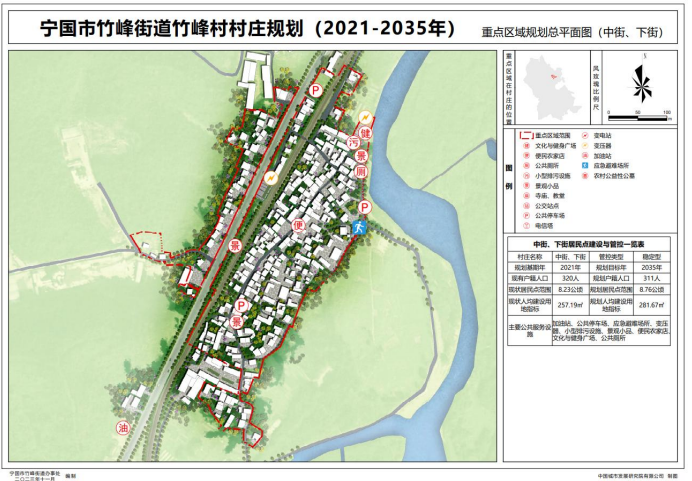 宁国市竹峰街道竹峰村村庄规划（2021-2035年）
重点区域规划总平面图（中街、下街）
重点区域在村庄的位置
风玫瑰比例尺
0 50 100
图例
重点区域范围
文化与健身广场
便民农家店
公共厕所
小型排污设施
景观小品
寺庙、教堂
公交站点
公共停车场
电信塔
变电站
变压器
加油站
应急避难场所
农村公益性公墓
P
健
污
景
厕
P
便
景
P
景
油
中街、下街居民点建设与管控一览表
村庄名称 中街、下街 管控类型 稳定型
规划基期年 2021年 规划目标年 2035年
现有户籍人口 320人 规划户籍人口 311人
现状居民点范围 8.23公顷 规划居民点范围 8.76公顷
现状人均建设用地指标 257.19㎡ 规划人均建设用地指标 281.67㎡
主要公共服务设施 加油站、公共停车场、应急避难场所、变压器、小型排污设施、景观小品、便民农家店、文化与健身广场、公共厕所
宁国市竹峰街道办事处 编制
二〇二三年十一月
中国城市发展研究院有限公司 制图